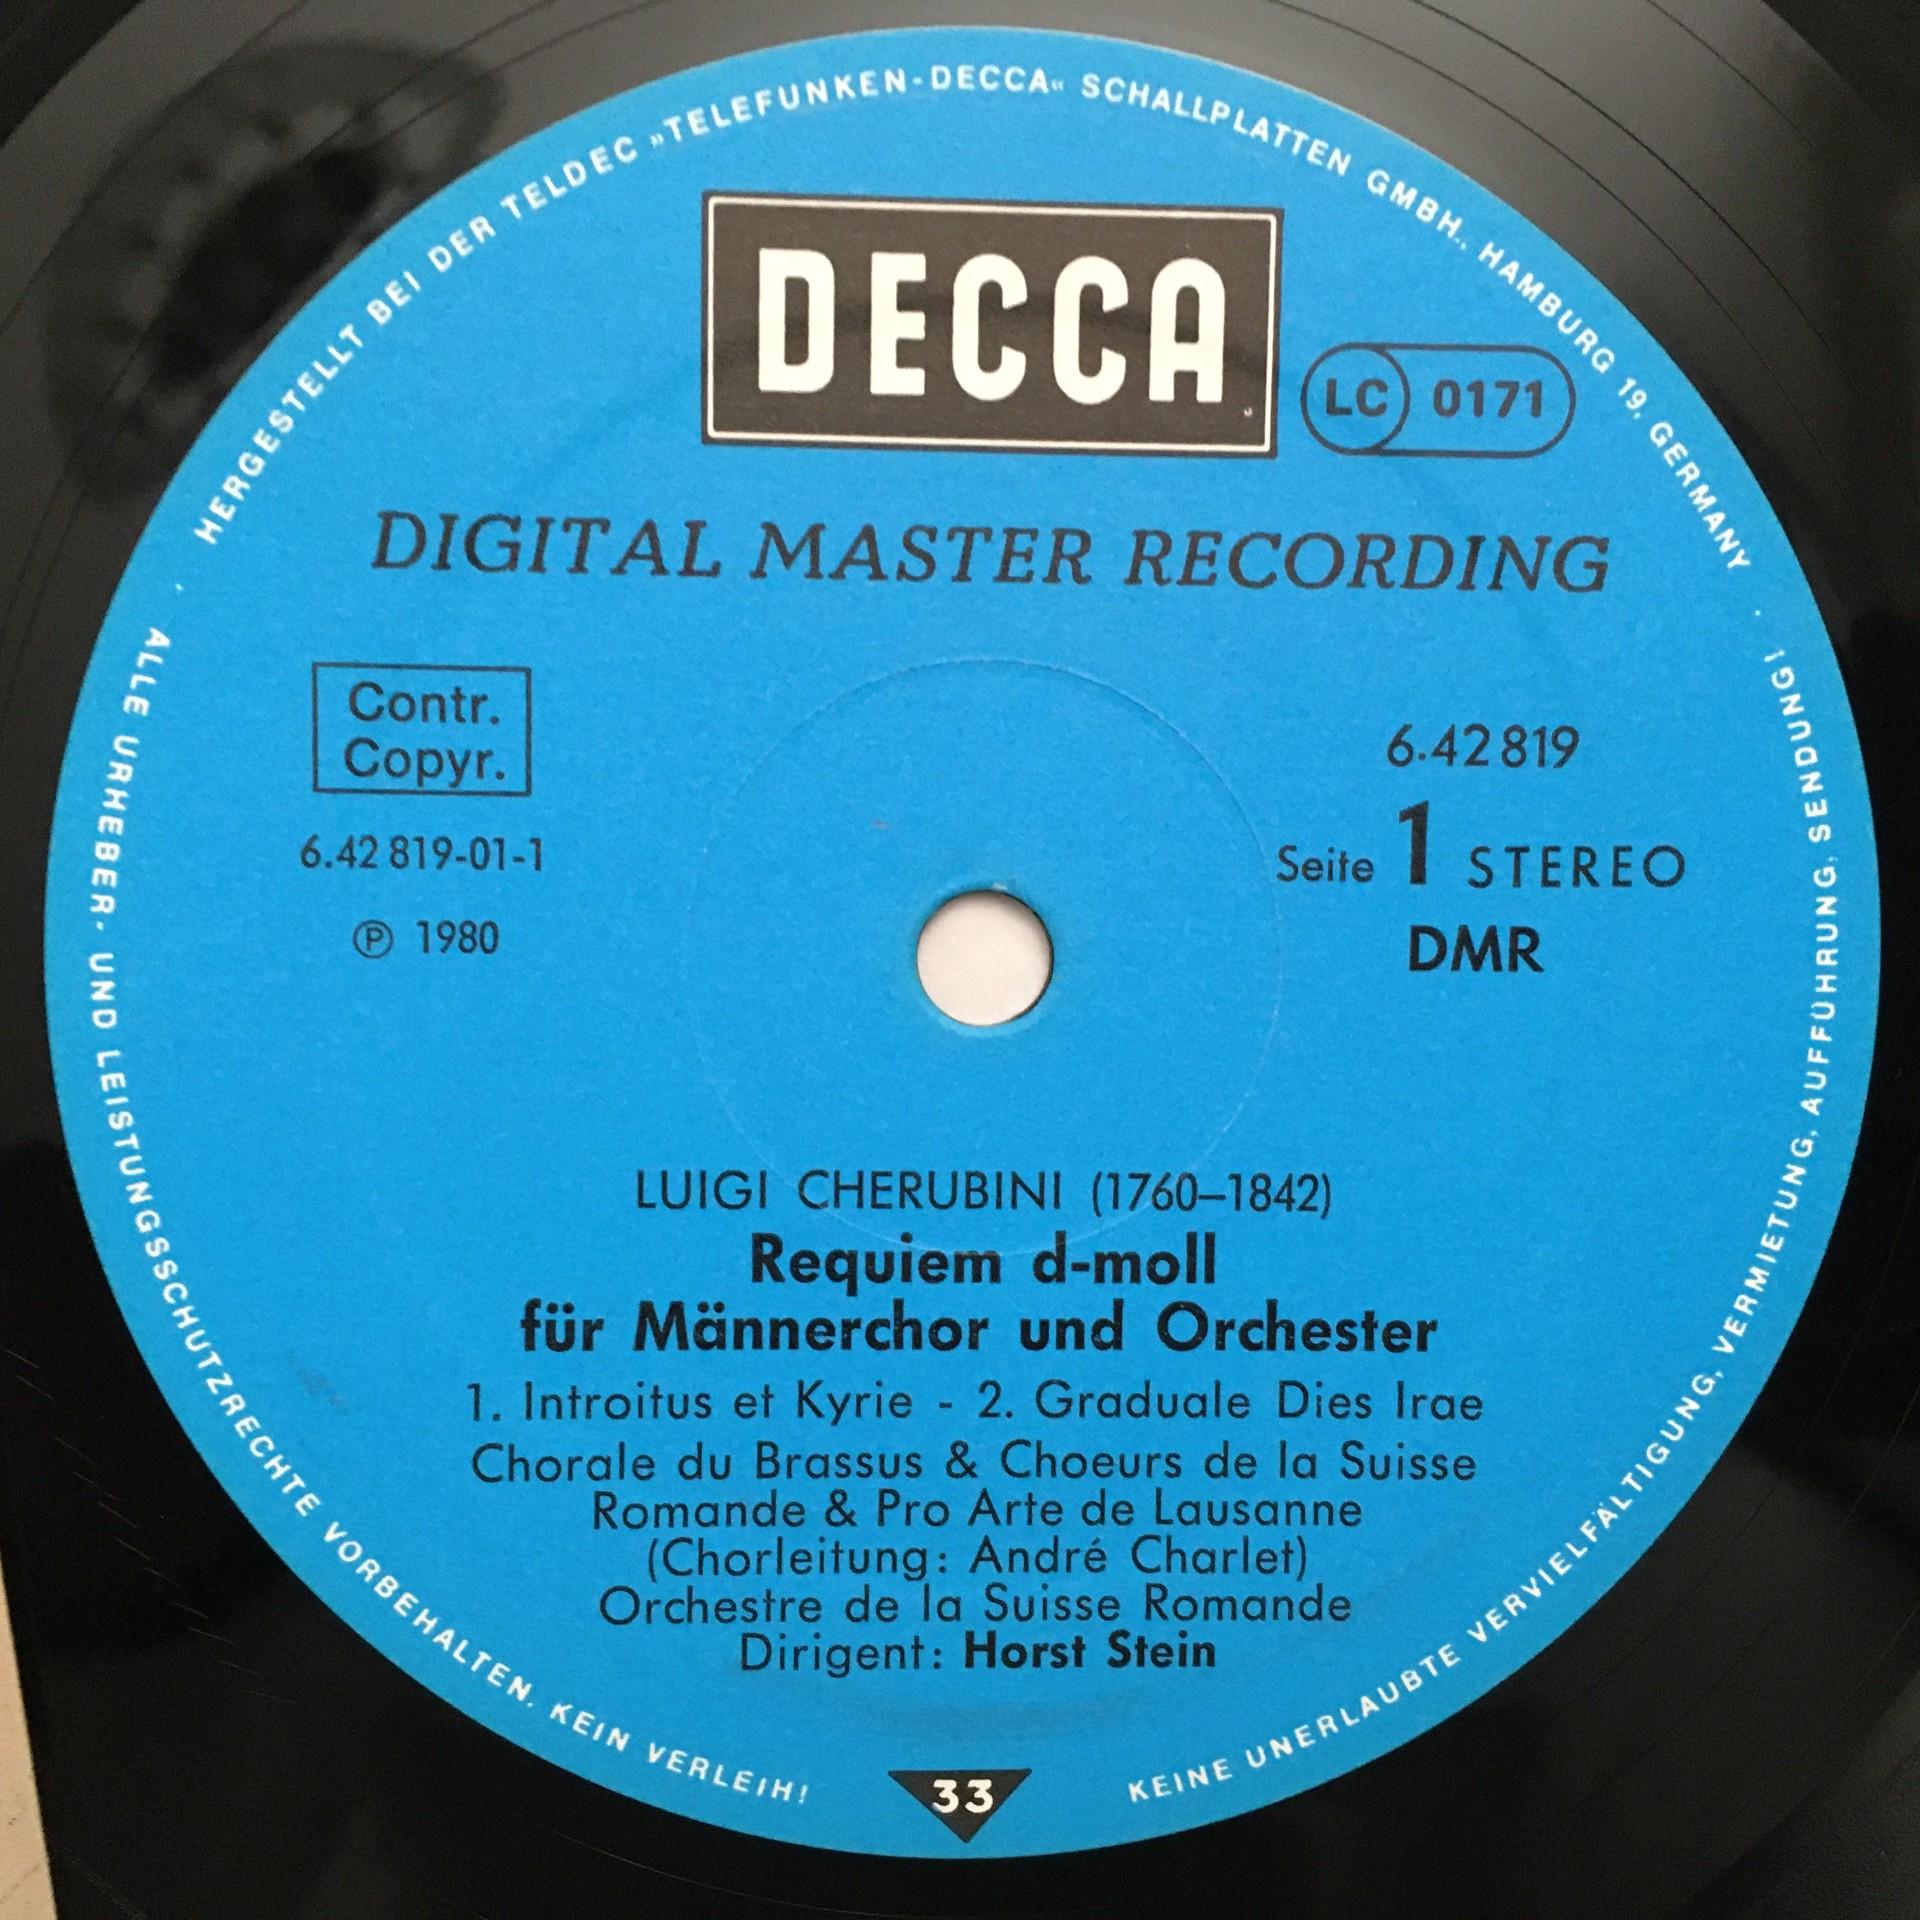 HERGESTELLT BEI DER TELDEC »TELEFUNKEN-DECCA« SCHALLPLATTEN GMBH., HAMBURG 19, GERMANY
DECCA
LC 0171
DIGITAL MASTER RECORDING
Contr.
Copyr.
6.42 819-01-1
℗ 1980
6.42 819
Seite 1 STEREO
DMR
LUIGI CHERUBINI (1760–1842)
Requiem d-moll
für Männerchor und Orchester
1. Introitus et Kyrie - 2. Graduale Dies Irae
Chorale du Brassus & Choeurs de la Suisse
Romande & Pro Arte de Lausanne
(Chorleitung: André Charlet)
Orchestre de la Suisse Romande
Dirigent: Horst Stein
33
ALLE URHEBER- UND LEISTUNGSSCHUTZRECHTE VORBEHALTEN. KEIN VERLEIH!
KEINE UNERLAUBTE VERVIELFÄLTIGUNG, VERMIETUNG, AUFFÜHRUNG, SENDUNG!